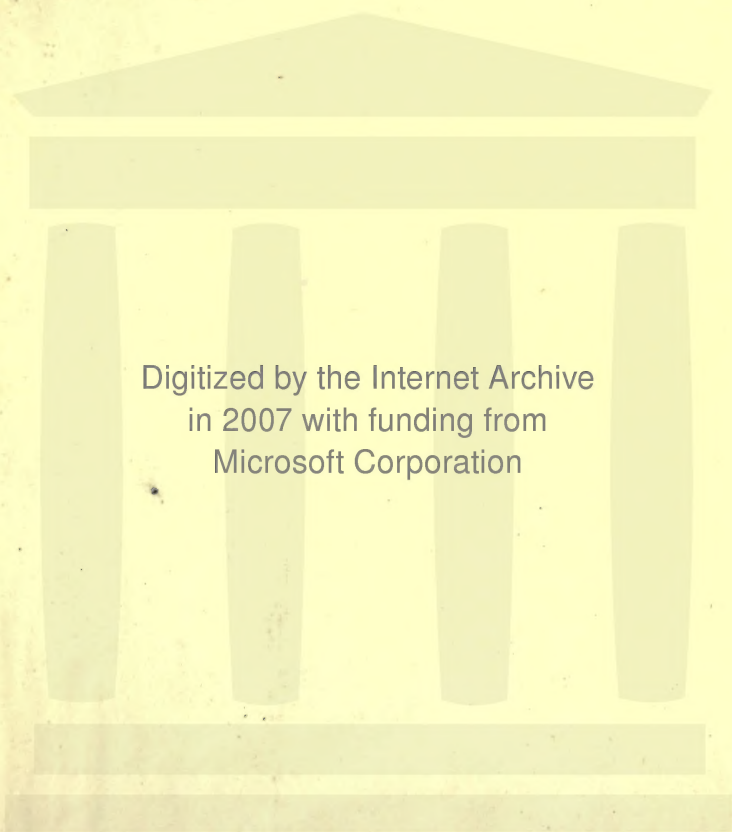 Digitized by the Internet Archive
in 2007 with funding from
Microsoft Corporation